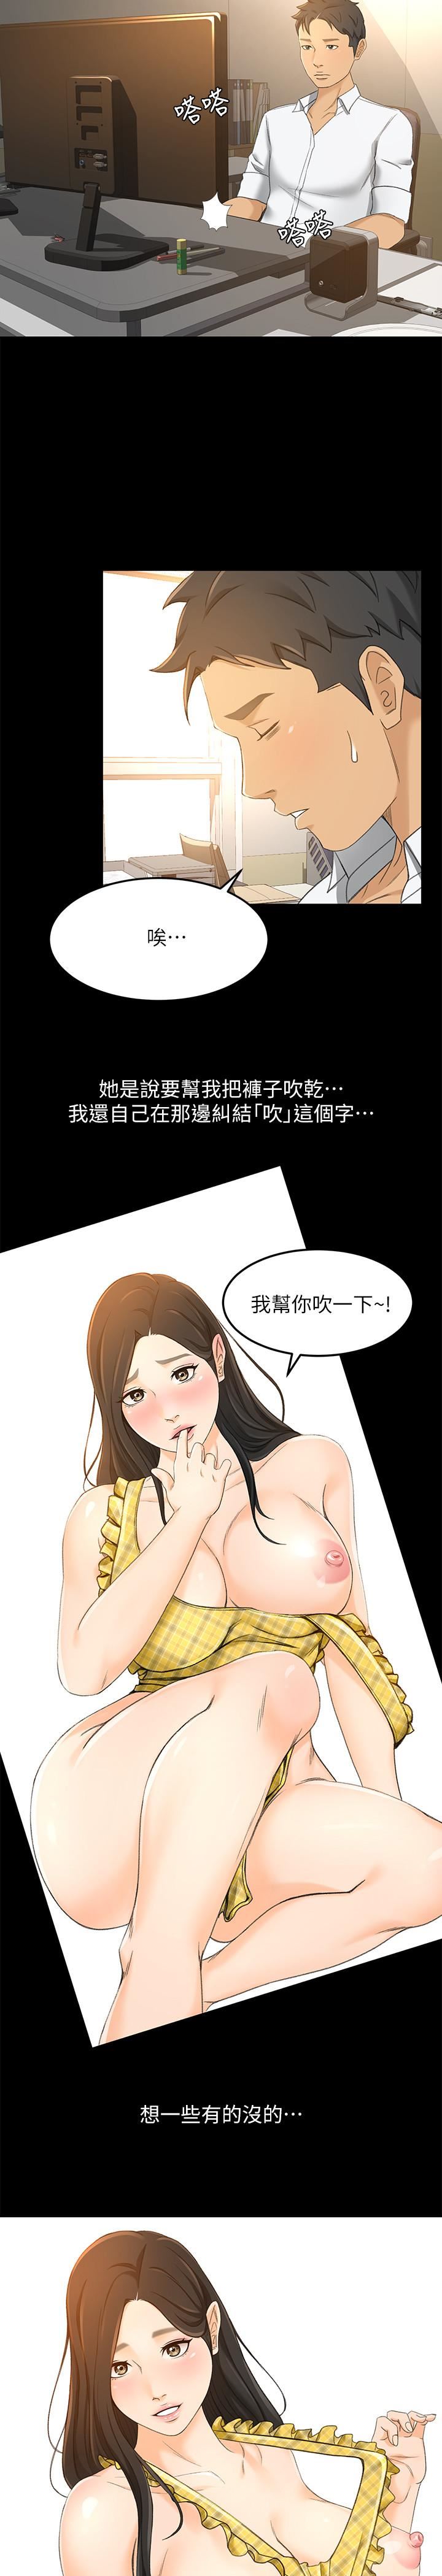 嗒嗒
嗒嗒
唉⋯
她是說要幫我把褲子吹乾⋯
我還自己在那邊糾結「吹」這個字⋯
我幫你吹一下~!
想一些有的沒的⋯